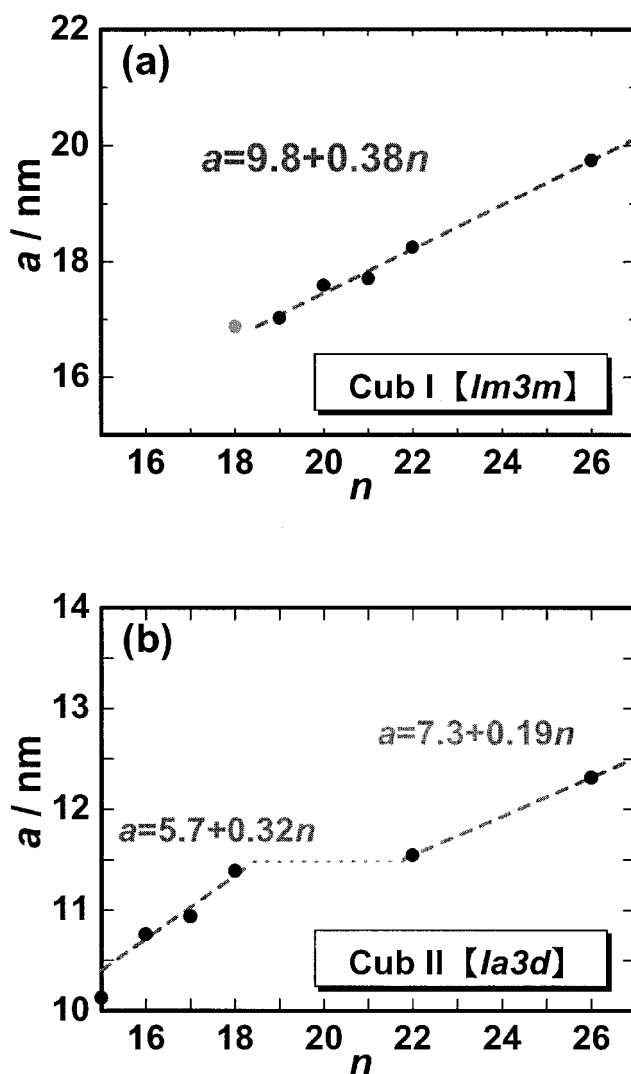 (a)
22
20
18
16
a / nm
a=9.8+0.38n
Cub I【Im3m】
16 18 20 22 24 26
n
(b)
14
13
12
11
10
a / nm
a=7.3+0.19n
a=5.7+0.32n
Cub II【Ia3d】
16 18 20 22 24 26
n